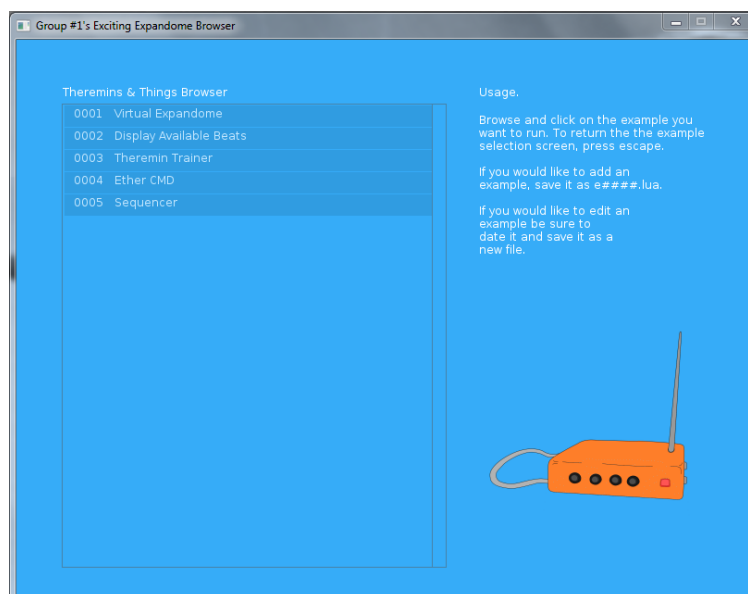 Group #1's Exciting Expandome Browser
Theremins & Things Browser
0001 Virtual Expandome
0002 Display Available Beats
0003 Theremin Trainer
0004 Ether CMD
0005 Sequencer
Usage.
Browse and click on the example you
want to run. To return the the example
selection screen, press escape.
If you would like to add an
example, save it as e####.lua.
If you would like to edit an
example be sure to
date it and save it as a
new file.